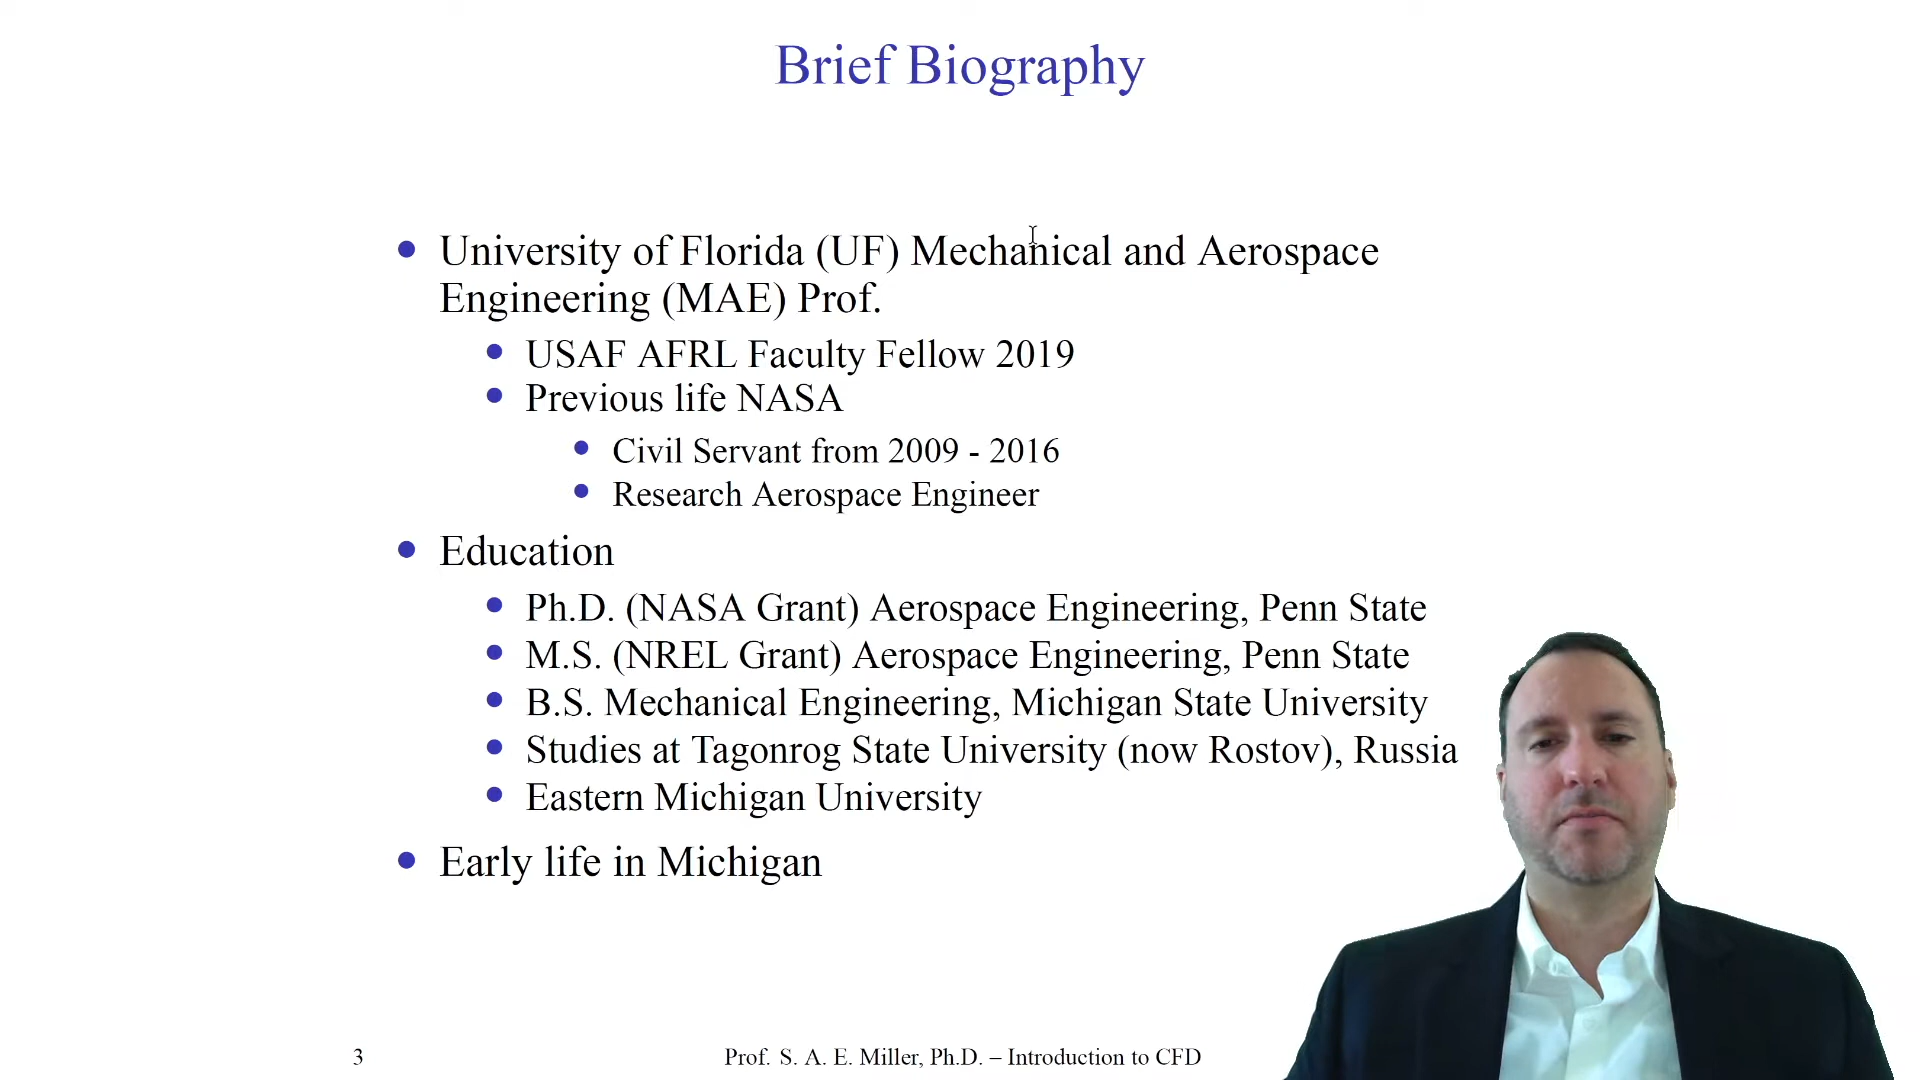 Brief Biography
University of Florida (UF) Mechanical and Aerospace
Engineering (MAE) Prof.
USAF AFRL Faculty Fellow 2019
Previous life NASA
Civil Servant from 2009 - 2016
Research Aerospace Engineer
Education
Ph.D. (NASA Grant) Aerospace Engineering, Penn State
M.S. (NREL Grant) Aerospace Engineering, Penn State
B.S. Mechanical Engineering, Michigan State University
Studies at Tagonrog State University (now Rostov), Russia
Eastern Michigan University
Early life in Michigan
3
Prof. S. A. E. Miller, Ph.D. – Introduction to CFD